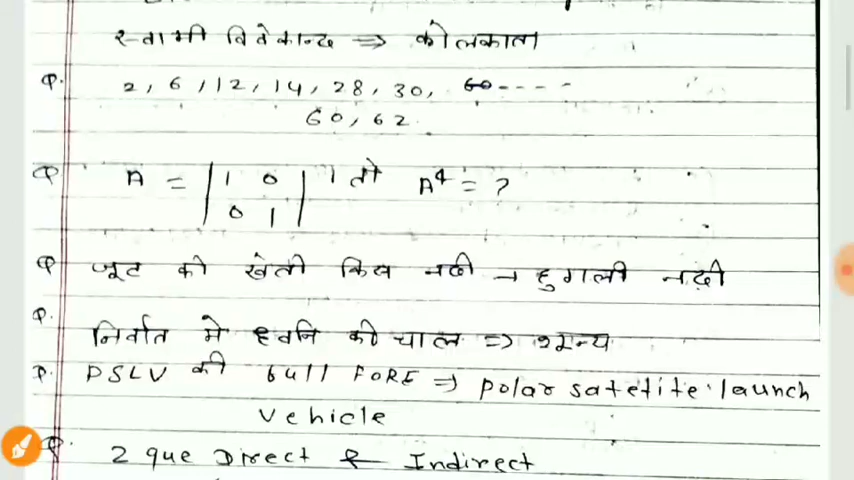 स्वामी विवेकान्द ⇒ कोलकाता
Q. 2, 6, 12, 14, 28, 30, 60 - - - -
60, 62.
Q A = | 1 0 | तो A⁴ = ?
| 0 1 |
Q जूट की खेती किस नदी → हुगली नदी
Q.
निर्वात मे ध्वनि की चाल ⇒ शून्य
Q. PSLV की full FORE ⇒ polar satetite launch
vehicle
Q. 2 que Direct & Indirect